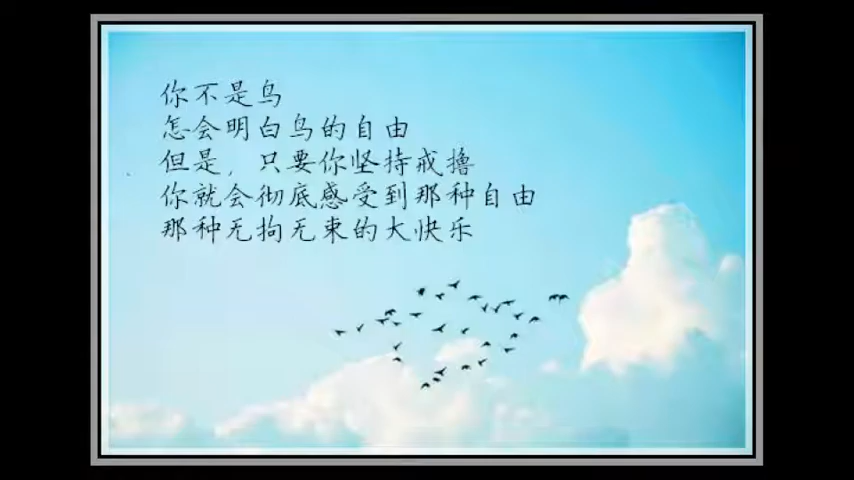 你不是鸟
怎会明白鸟的自由
但是，只要你坚持戒撸
你就会彻底感受到那种自由
那种无拘无束的大快乐